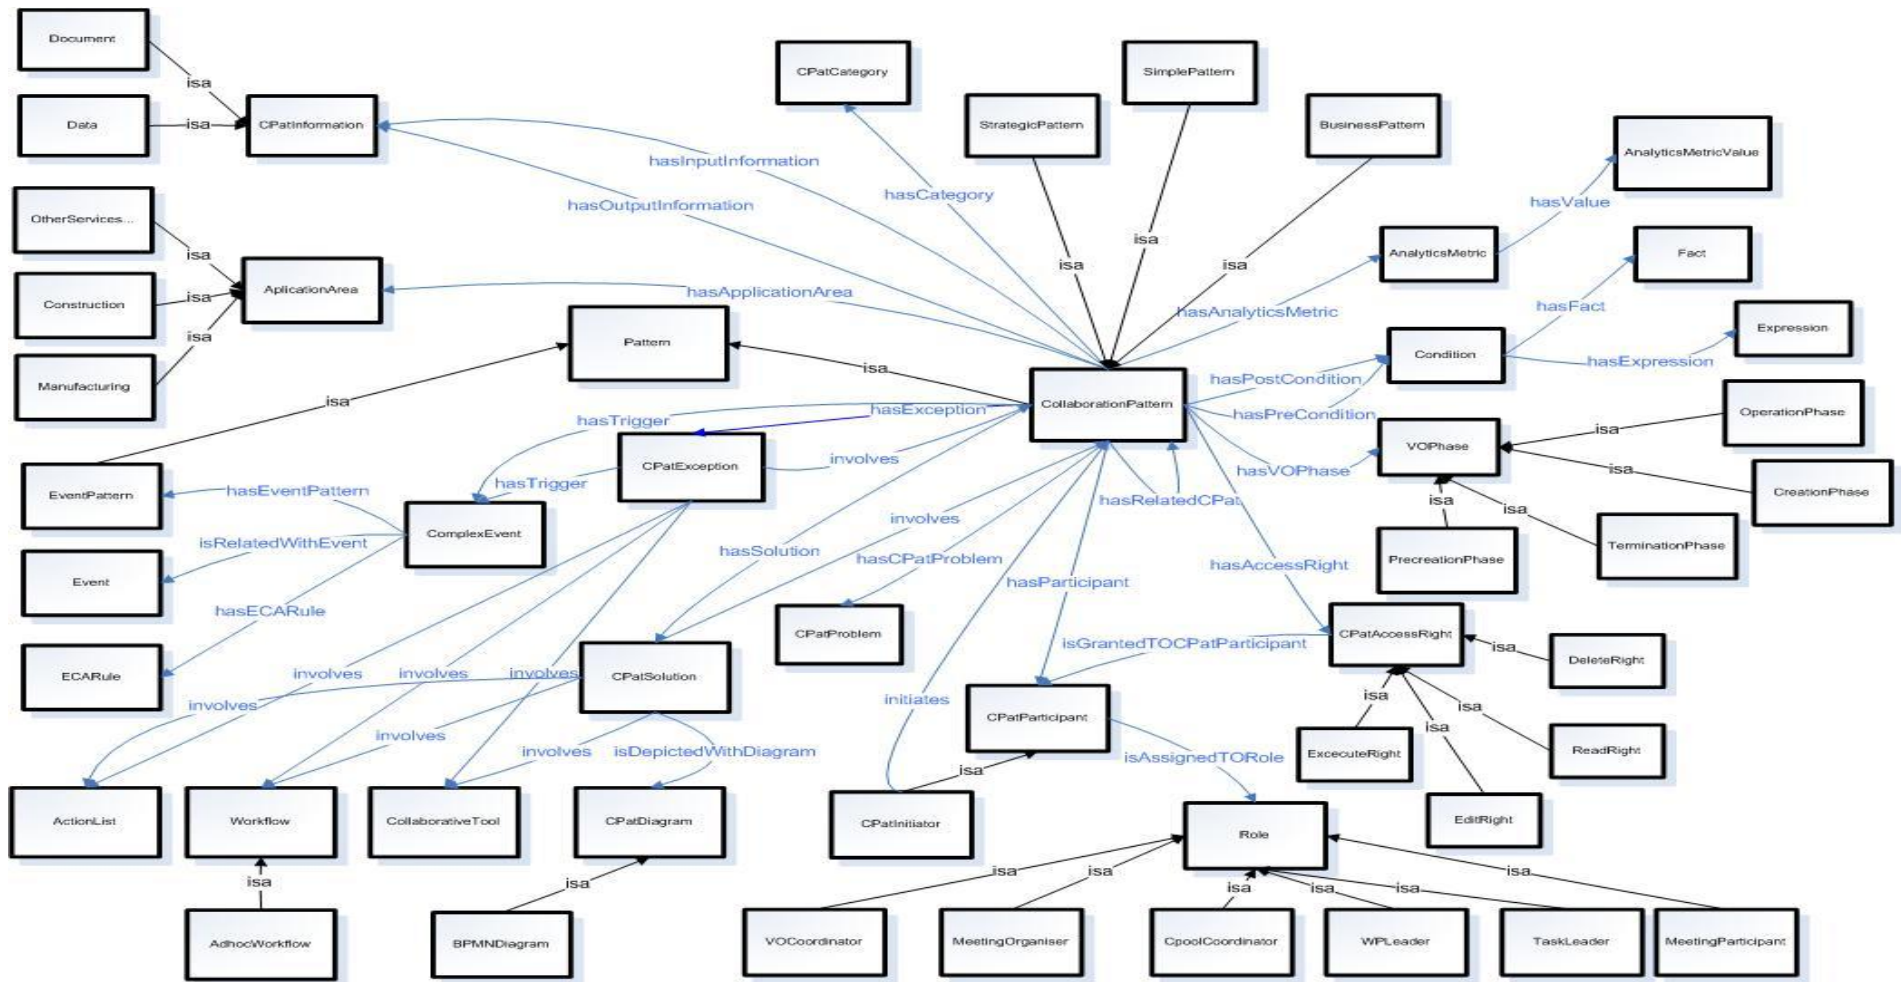 Document
CPatCategory
SimplePattern
isa
Data
isa
CPatInformation
StrategicPattern
BusinessPattern
AnalyticsMetricValue
hasInputInformation
hasCategory
hasOutputInformation
hasValue
OtherServices...
isa
isa
isa
isa
AnalyticsMetric
Fact
AplicationArea
hasApplicationArea
Construction
isa
hasAnalyticsMetric
hasFact
isa
Pattern
Expression
Condition
hasExpression
Manufacturing
isa
hasPostCondition
isa
CollaborationPattern
hasException
hasTrigger
hasPreCondition
OperationPhase
isa
VOPhase
CPatException
involves
hasVOPhase
isa
hasTrigger
hasEventPattern
EventPattern
hasRelatedCPat
isa
CreationPhase
isa
involves
ComplexEvent
isRelatedWithEvent
hasSolution
hasCPatProblem
TerminationPhase
PrecreationPhase
hasAccessRight
Event
hasParticipant
hasECARule
CPatProblem
CPatAccessRight
isGrantedTOCPatParticipant
isa
DeleteRight
ECARule
involves
involves
involves
CPatSolution
isa
initiates
involves
isa
CPatParticipant
isa
involves
involves
isDepictedWithDiagram
isAssignedTORole
ExcecuteRight
ReadRight
isa
ActionList
Workflow
CollaborativeTool
CPatDiagram
CPatInitiator
EditRight
Role
isa
isa
isa
isa
isa
isa
isa
isa
AdhocWorkflow
BPMNDiagram
VOCoordinator
MeetingOrganiser
CpoolCoordinator
WPLeader
TaskLeader
MeetingParticipant